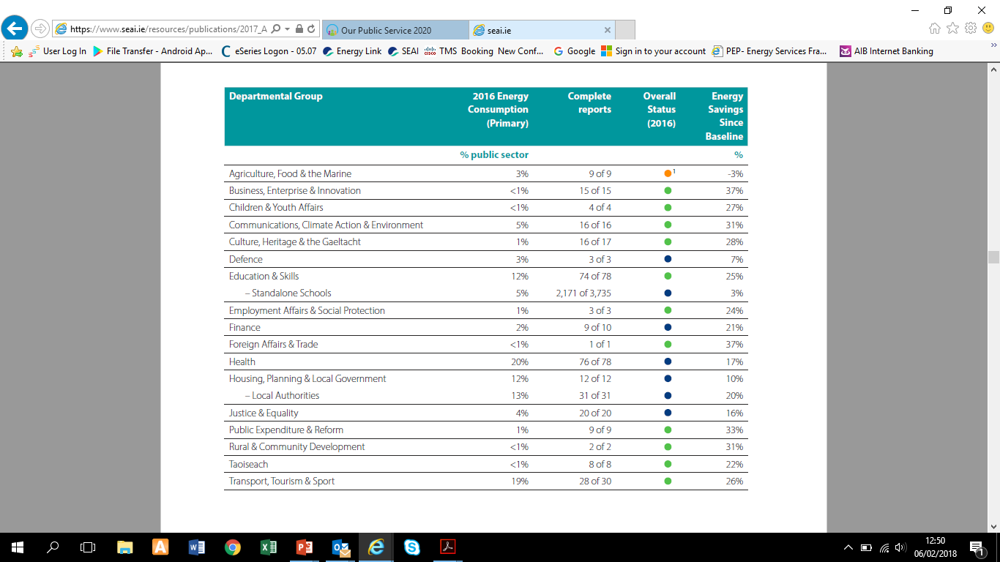 https://www.seai.ie/resources/publications/2017_A
Our Public Service 2020
seai.ie
User Log In
File Transfer - Android Ap...
eSeries Logon - 05.07
Energy Link
SEAI
cisco
TMS Booking New Conf...
Google
Sign in to your account
PEP- Energy Services Fra...
AIB Internet Banking
Departmental Group 2016 Energy Consumption (Primary) Complete reports Overall Status (2016) Energy Savings Since Baseline
% public sector %
Agriculture, Food & the Marine 3% 9 of 9 1 -3%
Business, Enterprise & Innovation <1% 15 of 15 37%
Children & Youth Affairs <1% 4 of 4 27%
Communications, Climate Action & Environment 5% 16 of 16 31%
Culture, Heritage & the Gaeltacht 1% 16 of 17 28%
Defence 3% 3 of 3 7%
Education & Skills 12% 74 of 78 25%
– Standalone Schools 5% 2,171 of 3,735 3%
Employment Affairs & Social Protection 1% 3 of 3 24%
Finance 2% 9 of 10 21%
Foreign Affairs & Trade <1% 1 of 1 37%
Health 20% 76 of 78 17%
Housing, Planning & Local Government 12% 12 of 12 10%
– Local Authorities 13% 31 of 31 20%
Justice & Equality 4% 20 of 20 16%
Public Expenditure & Reform 1% 9 of 9 33%
Rural & Community Development <1% 2 of 2 31%
Taoiseach <1% 8 of 8 22%
Transport, Tourism & Sport 19% 28 of 30 26%
12:50
06/02/2018
1